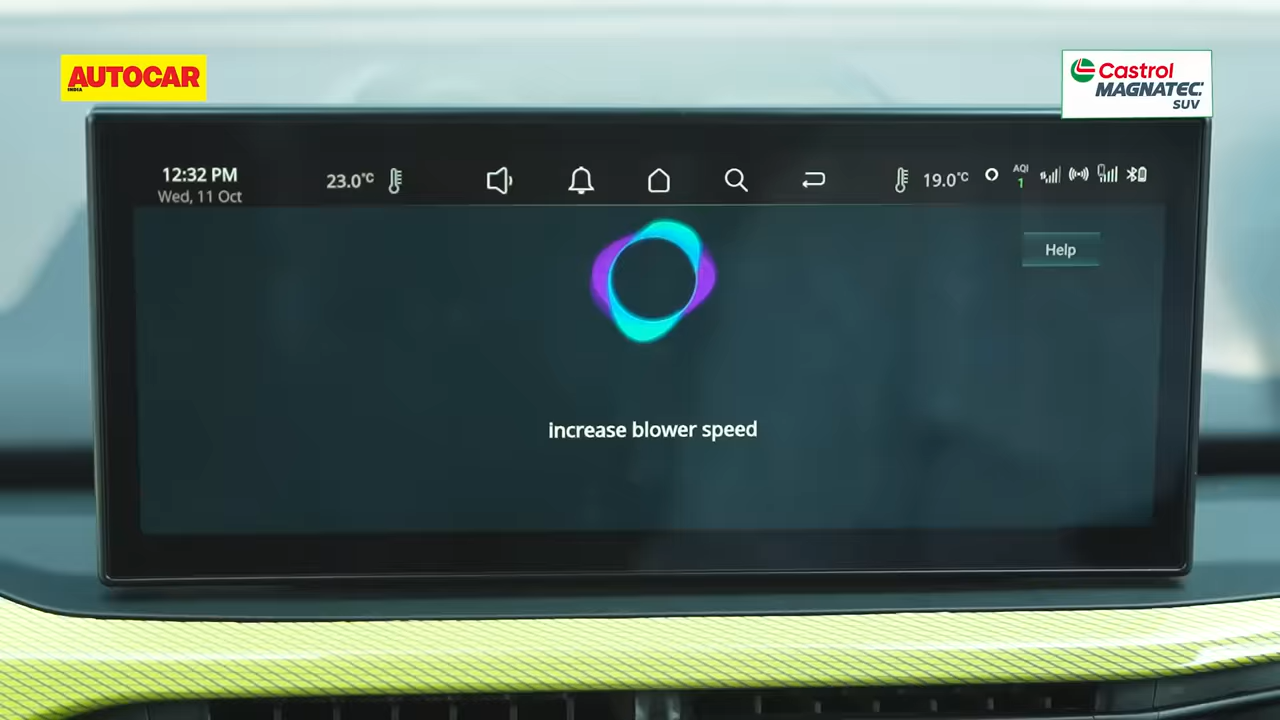 AUTOCAR
INDIA
Castrol
MAGNATEC
SUV
12:32 PM
Wed, 11 Oct
23.0°C
19.0°C
AQI
1
Help
increase blower speed